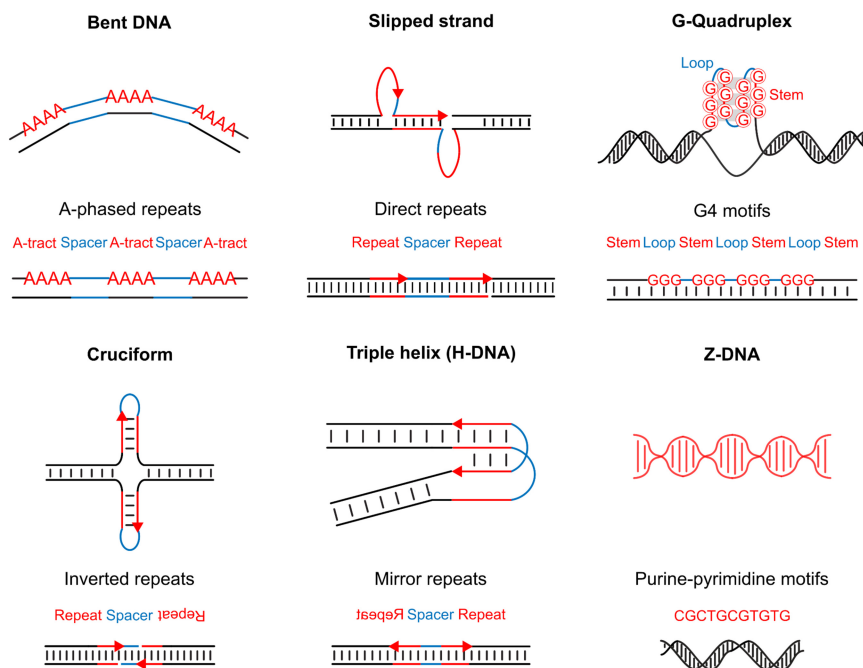 Bent DNA
Slipped strand
G-Quadruplex
AAAA AAAA AAAA
Loop
G G G G G G G G G G G G
Stem
A-phased repeats
Direct repeats
G4 motifs
A-tract Spacer A-tract Spacer A-tract
Repeat Spacer Repeat
Stem Loop Stem Loop Stem Loop Stem
AAAA AAAA AAAA
GGG GGG GGG GGG
Cruciform
Triple helix (H-DNA)
Z-DNA
Inverted repeats
Mirror repeats
Purine-pyrimidine motifs
Repeat Spacer Repeat
Repeat Spacer Repeat
CGCTGCGTGTG